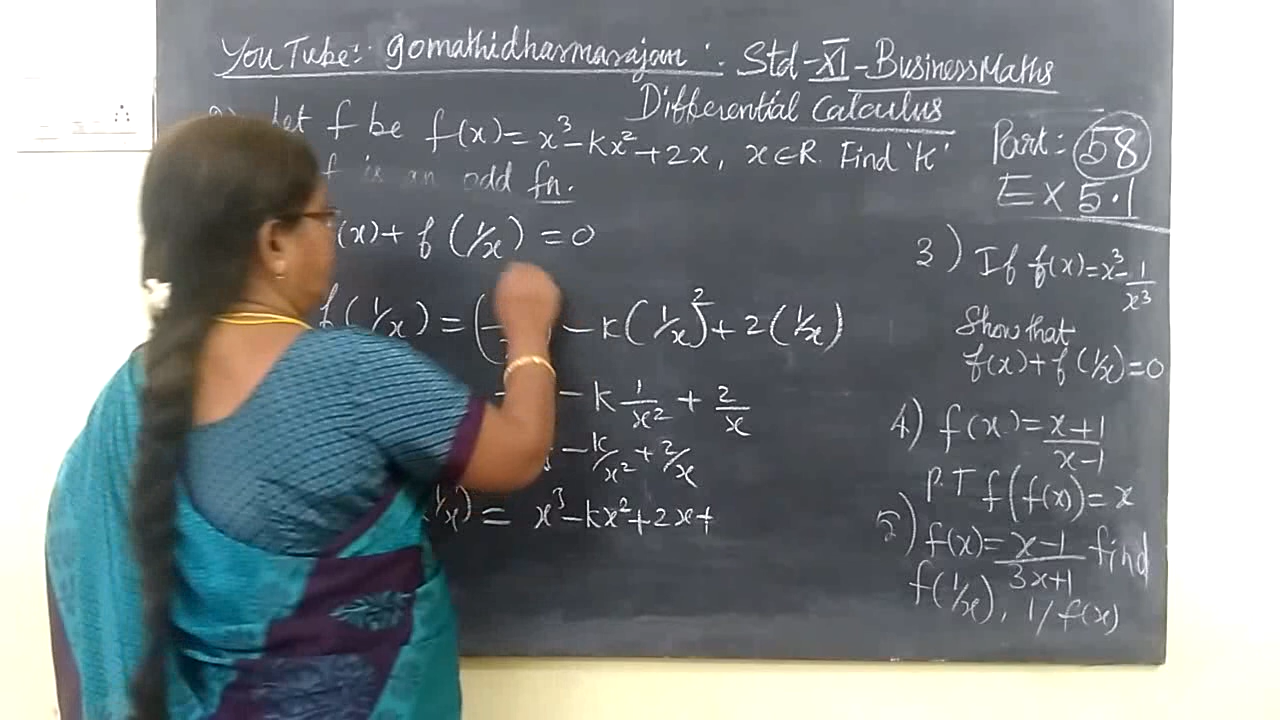 YouTube: gomathidharmarajan : Std-XI-BusinessMaths
Differential Calculus
Let f be f(x)=x³-kx²+2x, x∈R. Find 'k'
f is an odd fn.
Part: 58
EX 5.1
(x)+f(1/x)=0
f(1/x)=( -k(1/x)²+2(1/x)
-k 1/x² + 2/x
-k/x²+2/x
1/x)= x³-kx²+2x+
3) If f(x)=x³-1/x³
Show that
f(x)+f(1/x)=0
4) f(x)=x+1/x-1
P.T f(f(x))=x
5) f(x)=x-1/3x+1 find
f(1/x), 1/f(x)